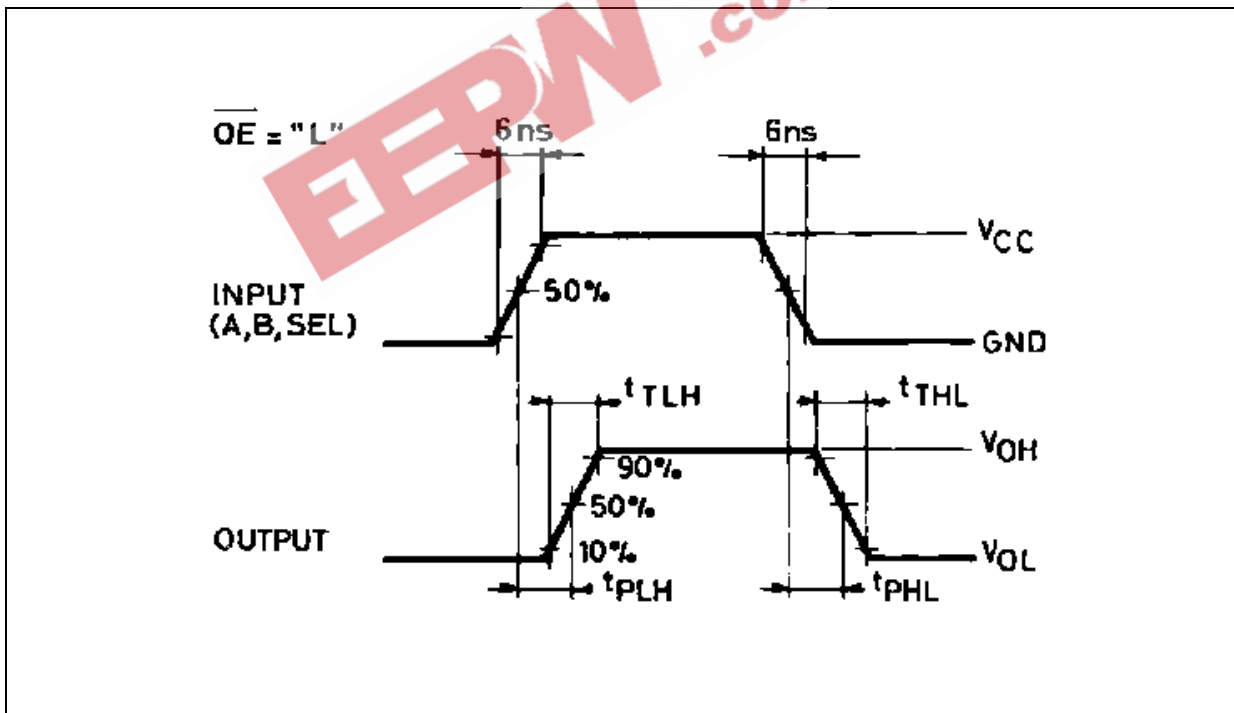 EEPW .co
OE = "L"
6ns
6ns
VCC
INPUT
(A,B,SEL)
50%
GND
tTLH
tTHL
VOH
90%
50%
OUTPUT
10%
VOL
tPLH
tPHL